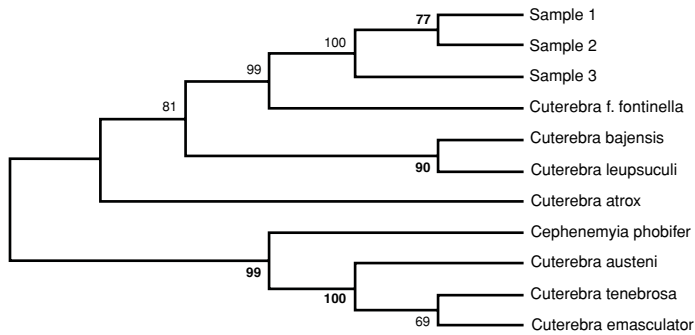 77
Sample 1
Sample 2
100
Sample 3
99
Cuterebra f. fontinella
81
Cuterebra bajensis
90
Cuterebra leupsuculi
Cuterebra atrox
Cephenemyia phobifer
99
Cuterebra austeni
100
Cuterebra tenebrosa
69
Cuterebra emasculator